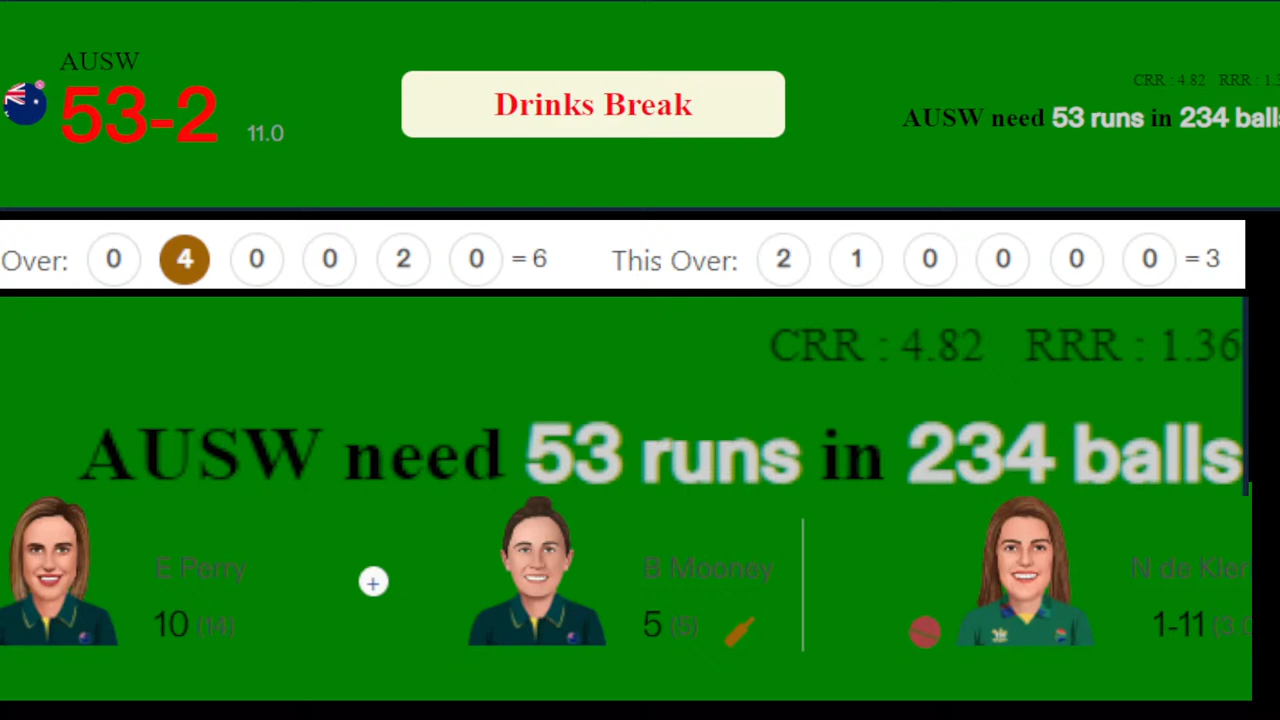 AUSW
53-2 11.0
Drinks Break
CRR : 4.82 RRR :
AUSW need 53 runs in 234 balls
Over: 0 4 0 0 2 0 = 6 This Over: 2 1 0 0 0 0 = 3
CRR : 4.82 RRR : 1.36
AUSW need 53 runs in 234 balls
E Perry B Mooney N de Kler
10 (14) 5 (5) 1-11 (3.0